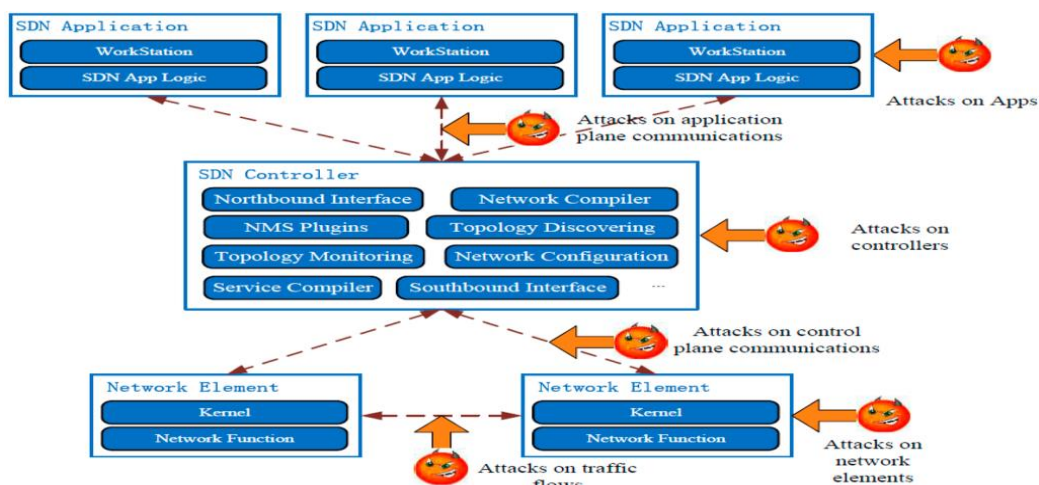 SDN Application
WorkStation
SDN App Logic
SDN Application
WorkStation
SDN App Logic
SDN Application
WorkStation
SDN App Logic
Attacks on Apps
Attacks on application
plane communications
SDN Controller
Northbound Interface
Network Compiler
NMS Plugins
Topology Discovering
Topology Monitoring
Network Configuration
Service Compiler
Southbound Interface
...
Attacks on
controllers
Attacks on control
plane communications
Network Element
Kernel
Network Function
Network Element
Kernel
Network Function
Attacks on traffic
flows
Attacks on
network
elements